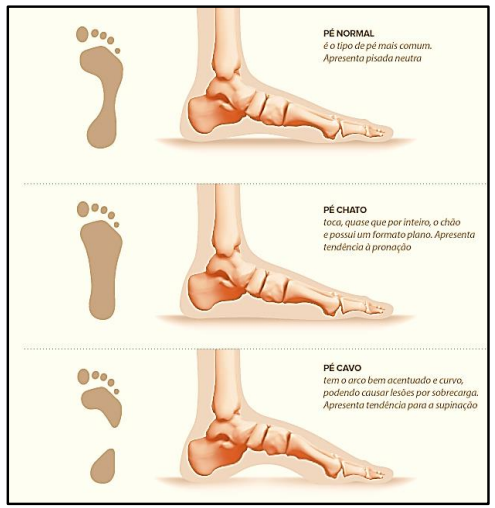 PÉ NORMAL
é o tipo de pé mais comum.
Apresenta pisada neutra
PÉ CHATO
toca, quase que por inteiro, o chão
e possui um formato plano. Apresenta
tendência à pronação
PÉ CAVO
tem o arco bem acentuado e curvo,
podendo causar lesões por sobrecarga.
Apresenta tendência para a supinação